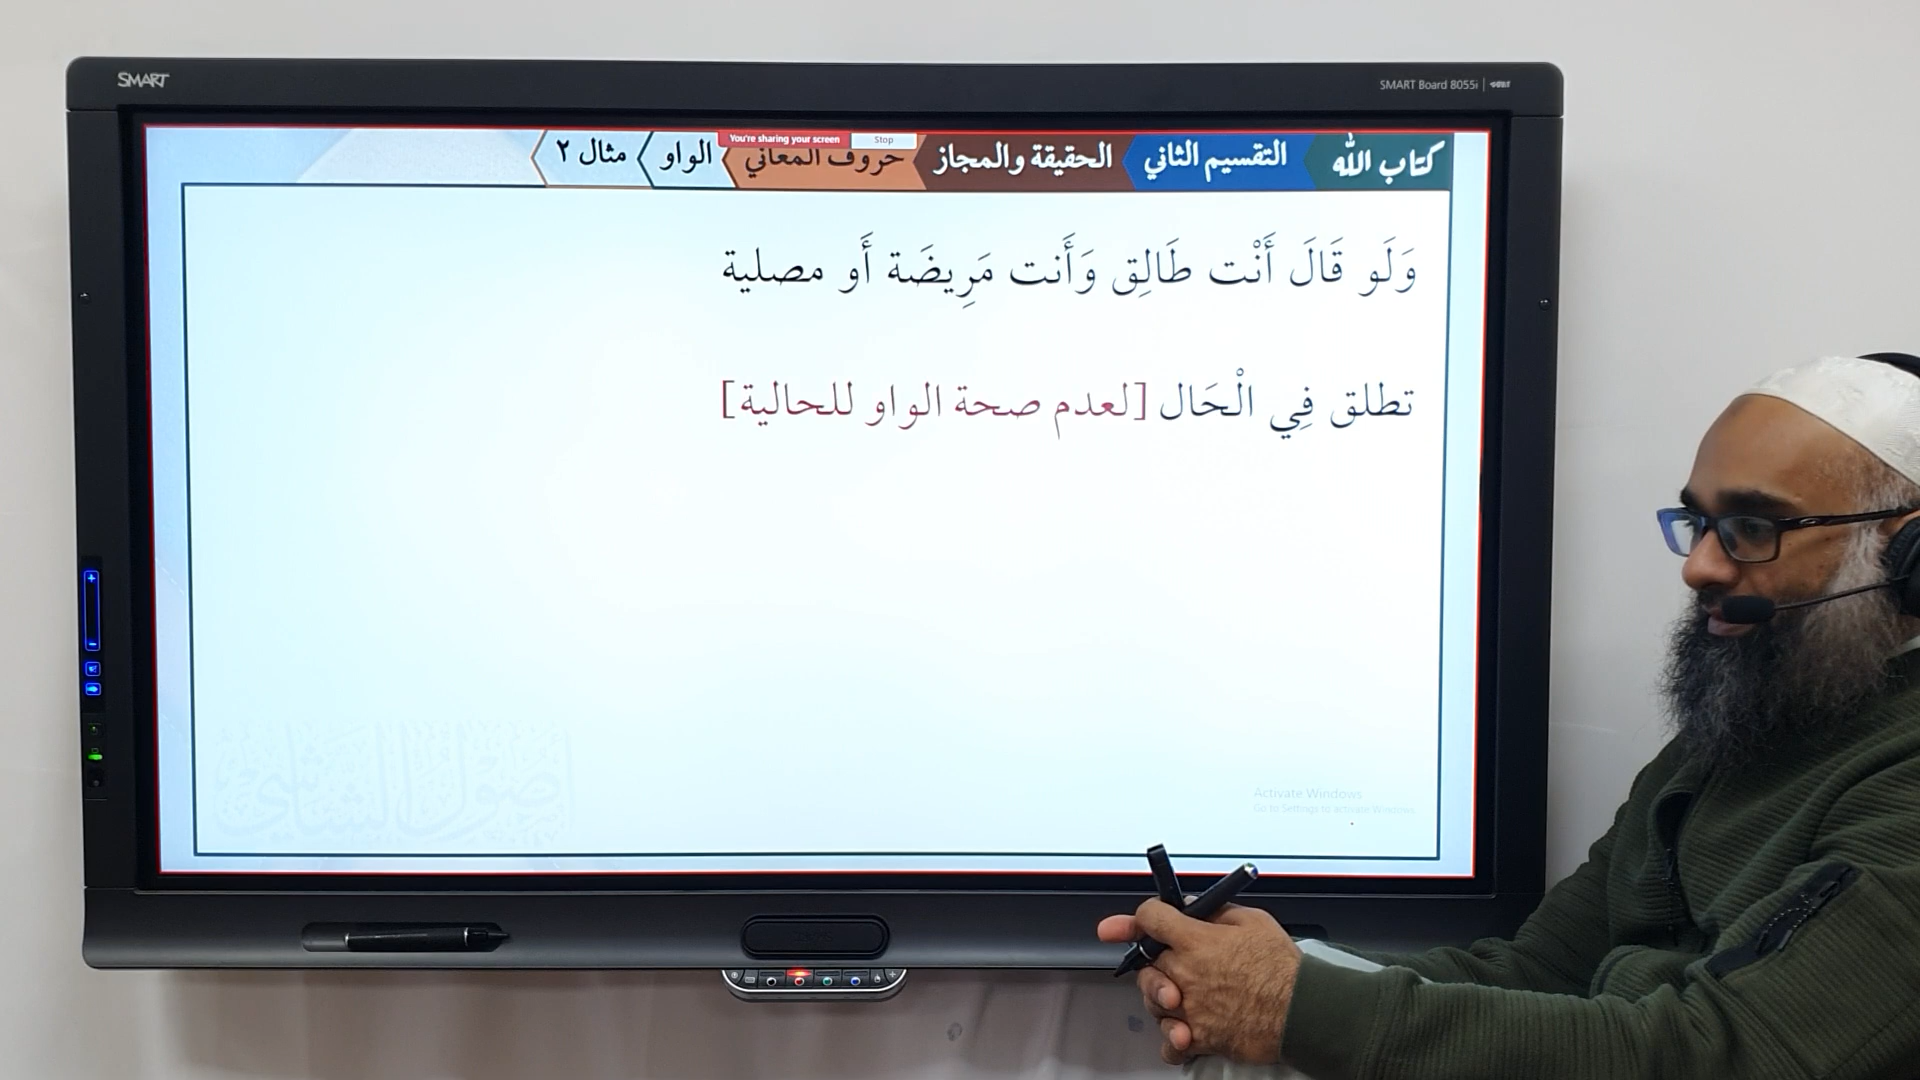 SMART
SMART Board 8055i
You're sharing your screen
Stop
كتاب الله
التقسيم الثاني
الحقيقة والمجاز
حروف المعاني
الواو
مثال ٢
وَلَو قَالَ أَنْت طَالِق وَأَنت مَرِيضَة أَو مصلية
تطلق فِي الْحَال [لعدم صحة الواو للحالية]
Activate Windows
Go to Settings to activate Windows.